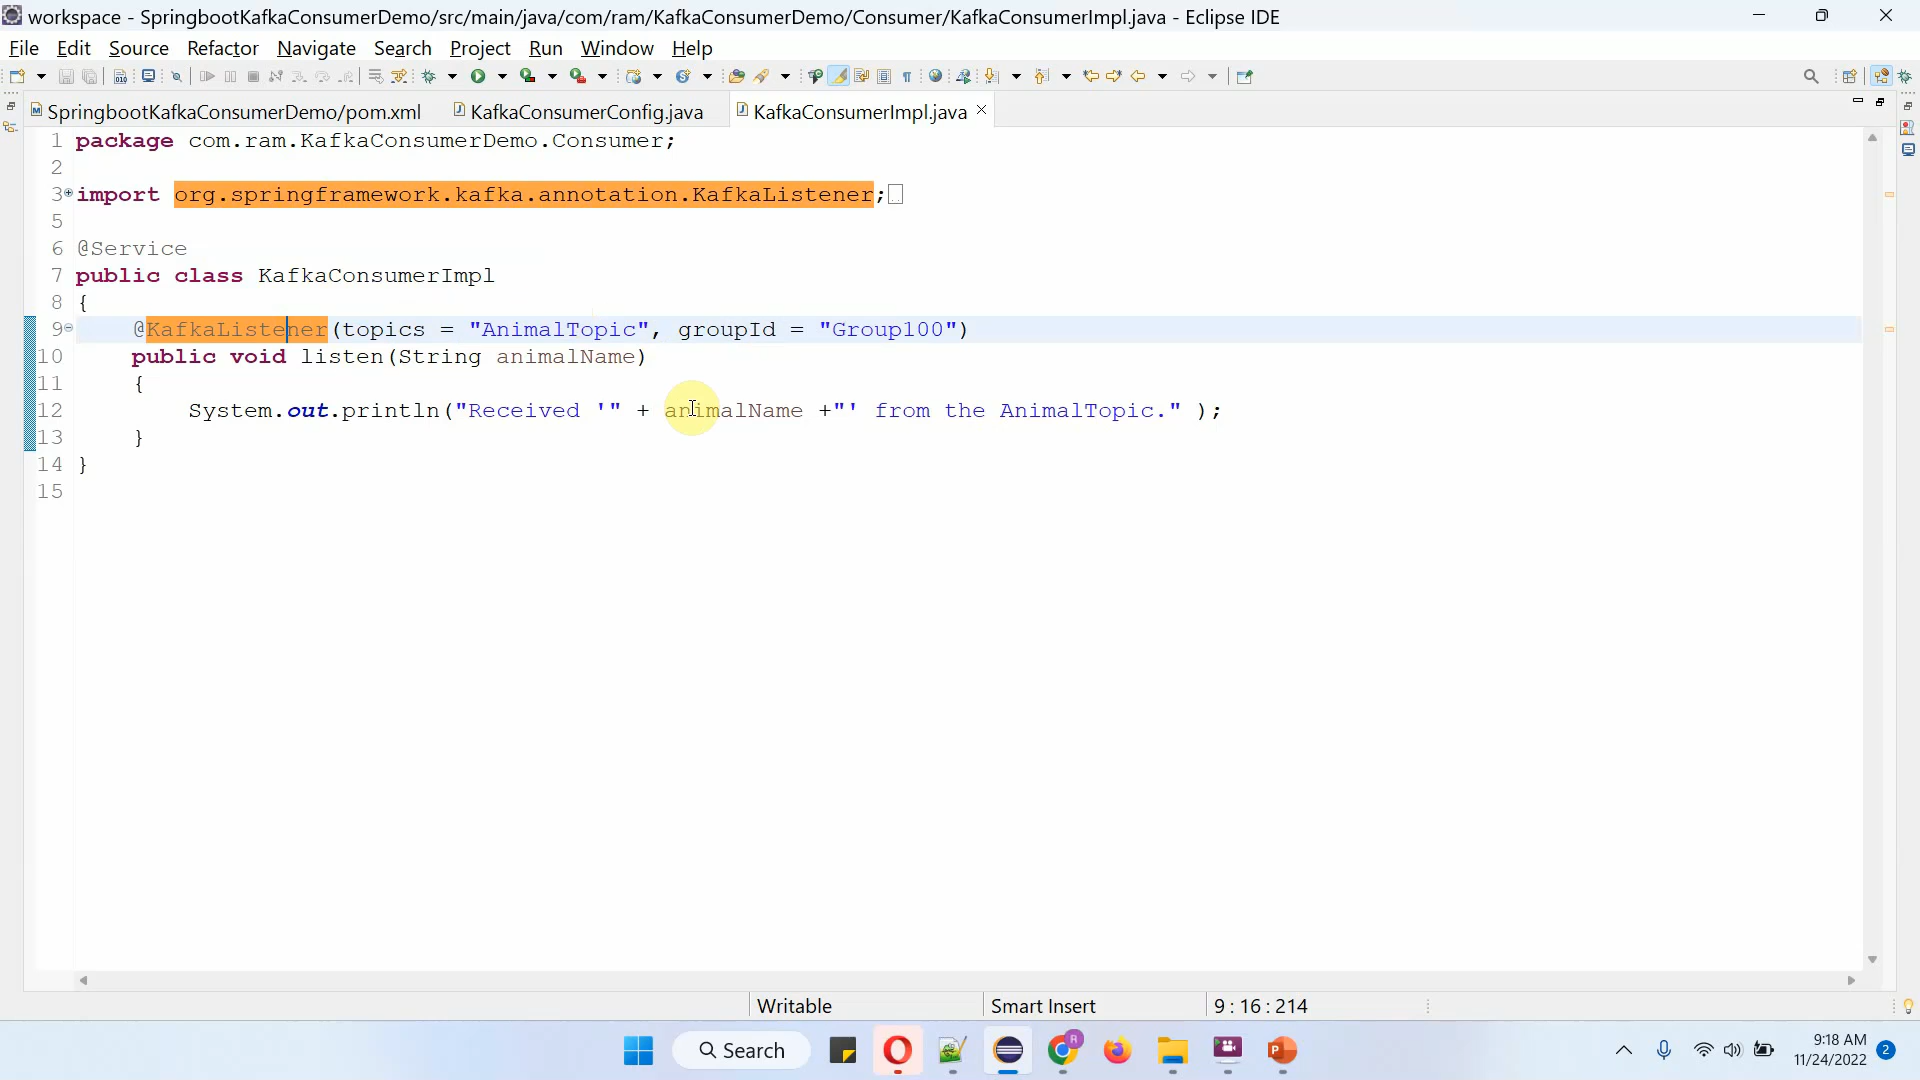 workspace - SpringbootKafkaConsumerDemo/src/main/java/com/ram/KafkaConsumerDemo/Consumer/KafkaConsumerImpl.java - Eclipse IDE
File Edit Source Refactor Navigate Search Project Run Window Help
SpringbootKafkaConsumerDemo/pom.xml KafkaConsumerConfig.java KafkaConsumerImpl.java
1 package com.ram.KafkaConsumerDemo.Consumer;
2
3 import org.springframework.kafka.annotation.KafkaListener;
5
6 @Service
7 public class KafkaConsumerImpl
8 {
9 @KafkaListener(topics = "AnimalTopic", groupId = "Group100")
10 public void listen(String animalName)
11 {
12 System.out.println("Received '" + animalName +"' from the AnimalTopic." );
13 }
14 }
15
Writable Smart Insert 9 : 16 : 214
Search
9:18 AM
11/24/2022 2